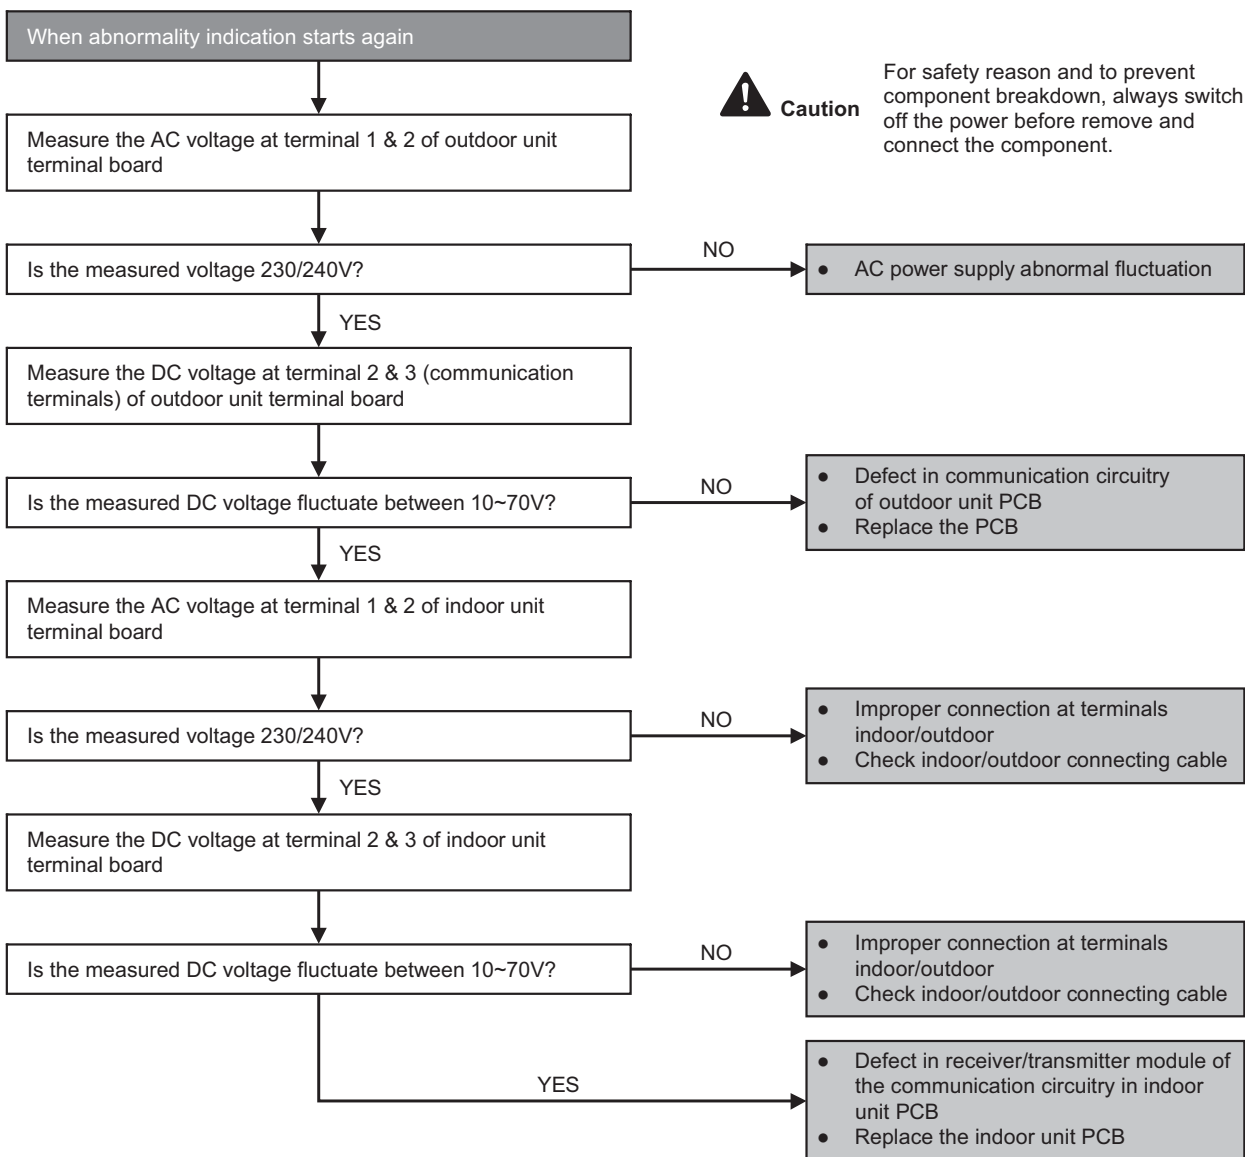 When abnormality indication starts again
Caution
For safety reason and to prevent
component breakdown, always switch
off the power before remove and
connect the component.
Measure the AC voltage at terminal 1 & 2 of outdoor unit
terminal board
Is the measured voltage 230/240V?
NO
● AC power supply abnormal fluctuation
YES
Measure the DC voltage at terminal 2 & 3 (communication
terminals) of outdoor unit terminal board
Is the measured DC voltage fluctuate between 10~70V?
NO
● Defect in communication circuitry
of outdoor unit PCB
● Replace the PCB
YES
Measure the AC voltage at terminal 1 & 2 of indoor unit
terminal board
Is the measured voltage 230/240V?
NO
● Improper connection at terminals
indoor/outdoor
● Check indoor/outdoor connecting cable
YES
Measure the DC voltage at terminal 2 & 3 of indoor unit
terminal board
Is the measured DC voltage fluctuate between 10~70V?
NO
● Improper connection at terminals
indoor/outdoor
● Check indoor/outdoor connecting cable
YES
● Defect in receiver/transmitter module of
the communication circuitry in indoor
unit PCB
● Replace the indoor unit PCB